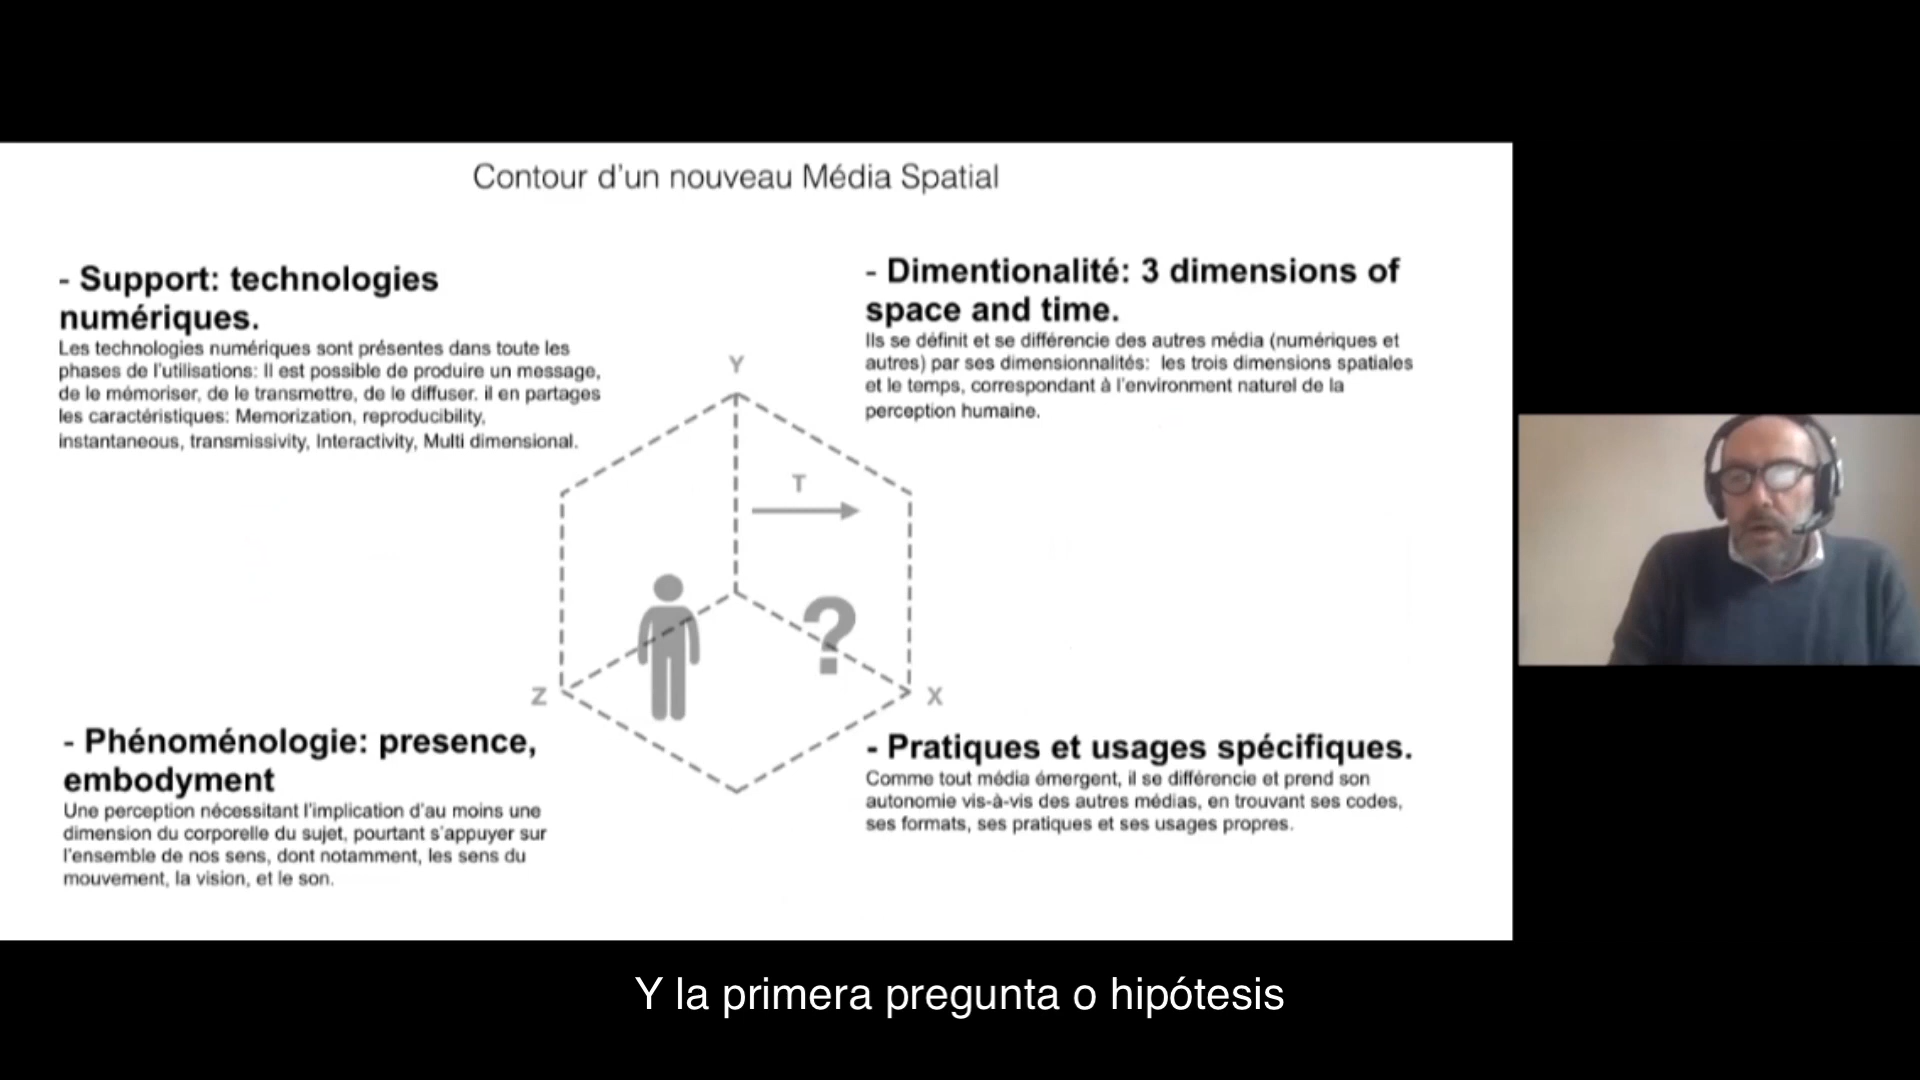 Contour d'un nouveau Média Spatial
- Support: technologies
numériques.
Les technologies numériques sont présentes dans toute les
phases de l'utilisations: Il est possible de produire un message,
de le mémoriser, de le transmettre, de le diffuser. il en partages
les caractéristiques: Memorization, reproducibility,
instantaneous, transmissivity, Interactivity, Multi dimensional.
- Dimentionalité: 3 dimensions of
space and time.
Ils se définit et se différencie des autres média (numériques et
autres) par ses dimensionnalités: les trois dimensions spatiales
et le temps, correspondant à l'environment naturel de la
perception humaine.
Y
T
?
Z
X
- Phénoménologie: presence,
embodyment
Une perception nécessitant l'implication d'au moins une
dimension du corporelle du sujet, pourtant s'appuyer sur
l'ensemble de nos sens, dont notamment, les sens du
mouvement, la vision, et le son.
- Pratiques et usages spécifiques.
Comme tout média émergent, il se différencie et prend son
autonomie vis-à-vis des autres médias, en trouvant ses codes,
ses formats, ses pratiques et ses usages propres.
Y la primera pregunta o hipótesis